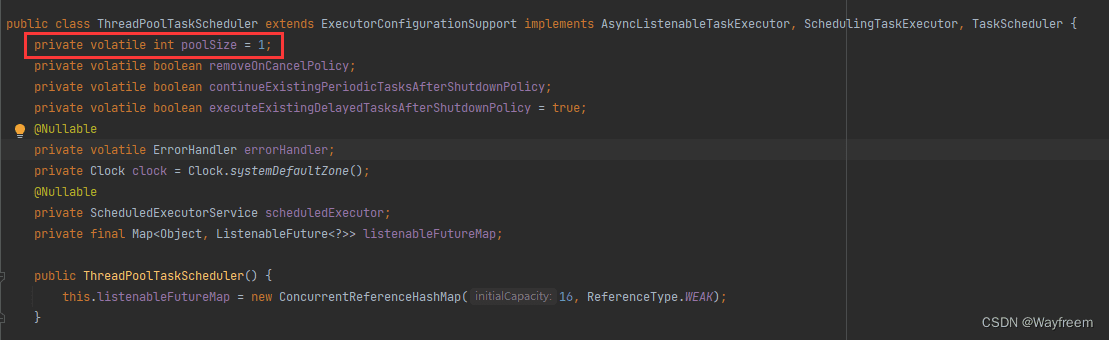 public class ThreadPoolTaskScheduler extends ExecutorConfigurationSupport implements AsyncListenableTaskExecutor, SchedulingTaskExecutor, TaskScheduler {
private volatile int poolSize = 1;
private volatile boolean removeOnCancelPolicy;
private volatile boolean continueExistingPeriodicTasksAfterShutdownPolicy;
private volatile boolean executeExistingDelayedTasksAfterShutdownPolicy = true;
@Nullable
private volatile ErrorHandler errorHandler;
private Clock clock = Clock.systemDefaultZone();
@Nullable
private ScheduledExecutorService scheduledExecutor;
private final Map<Object, ListenableFuture<?>> listenableFutureMap;
public ThreadPoolTaskScheduler() {
this.listenableFutureMap = new ConcurrentReferenceHashMap( initialCapacity: 16, ReferenceType.WEAK);
}
CSDN @Wayfreem